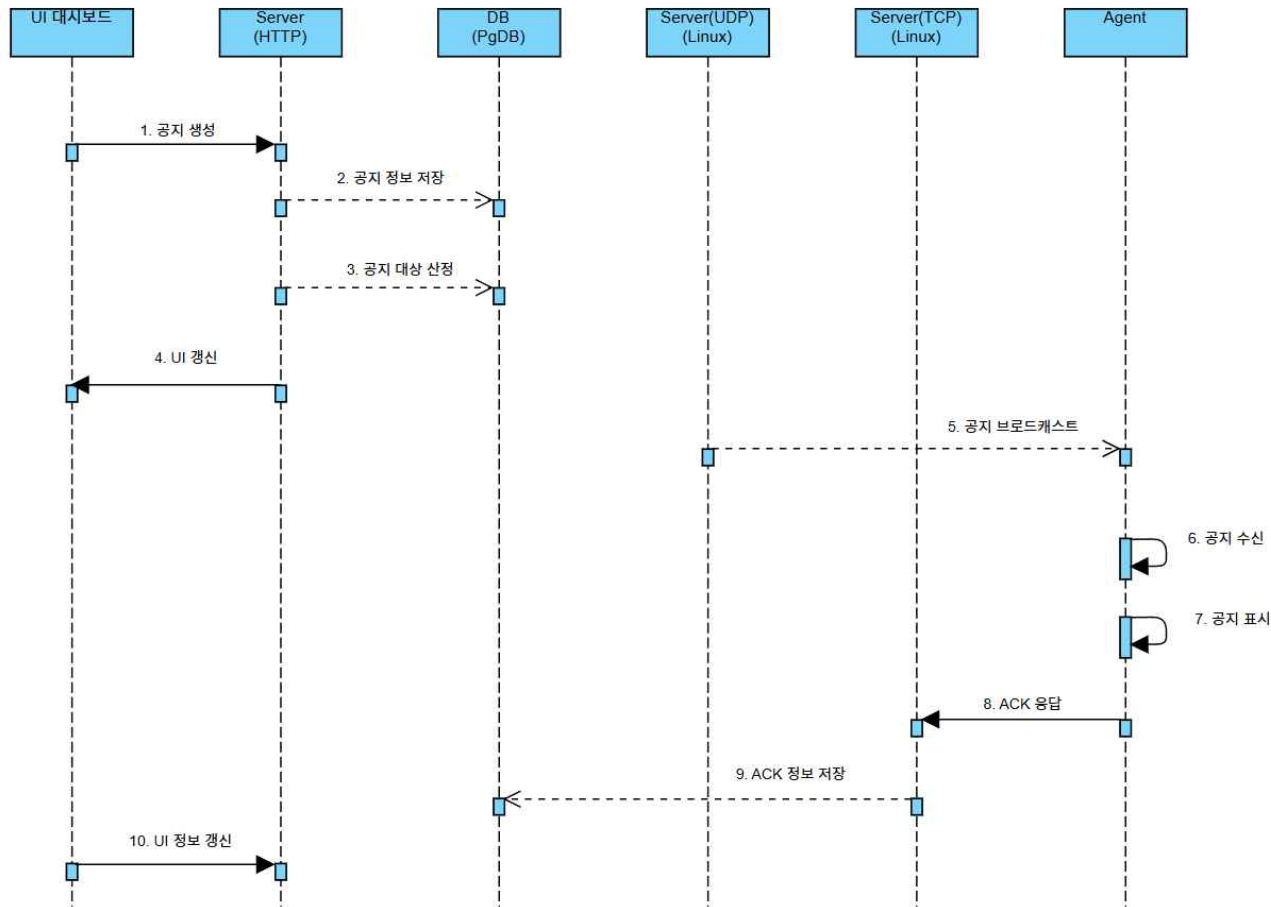 UI 대시보드
Server
(HTTP)
DB
(PgDB)
Server(UDP)
(Linux)
Server(TCP)
(Linux)
Agent
1. 공지 생성
2. 공지 정보 저장
3. 공지 대상 산정
4. UI 갱신
5. 공지 브로드캐스트
6. 공지 수신
7. 공지 표시
8. ACK 응답
9. ACK 정보 저장
10. UI 정보 갱신